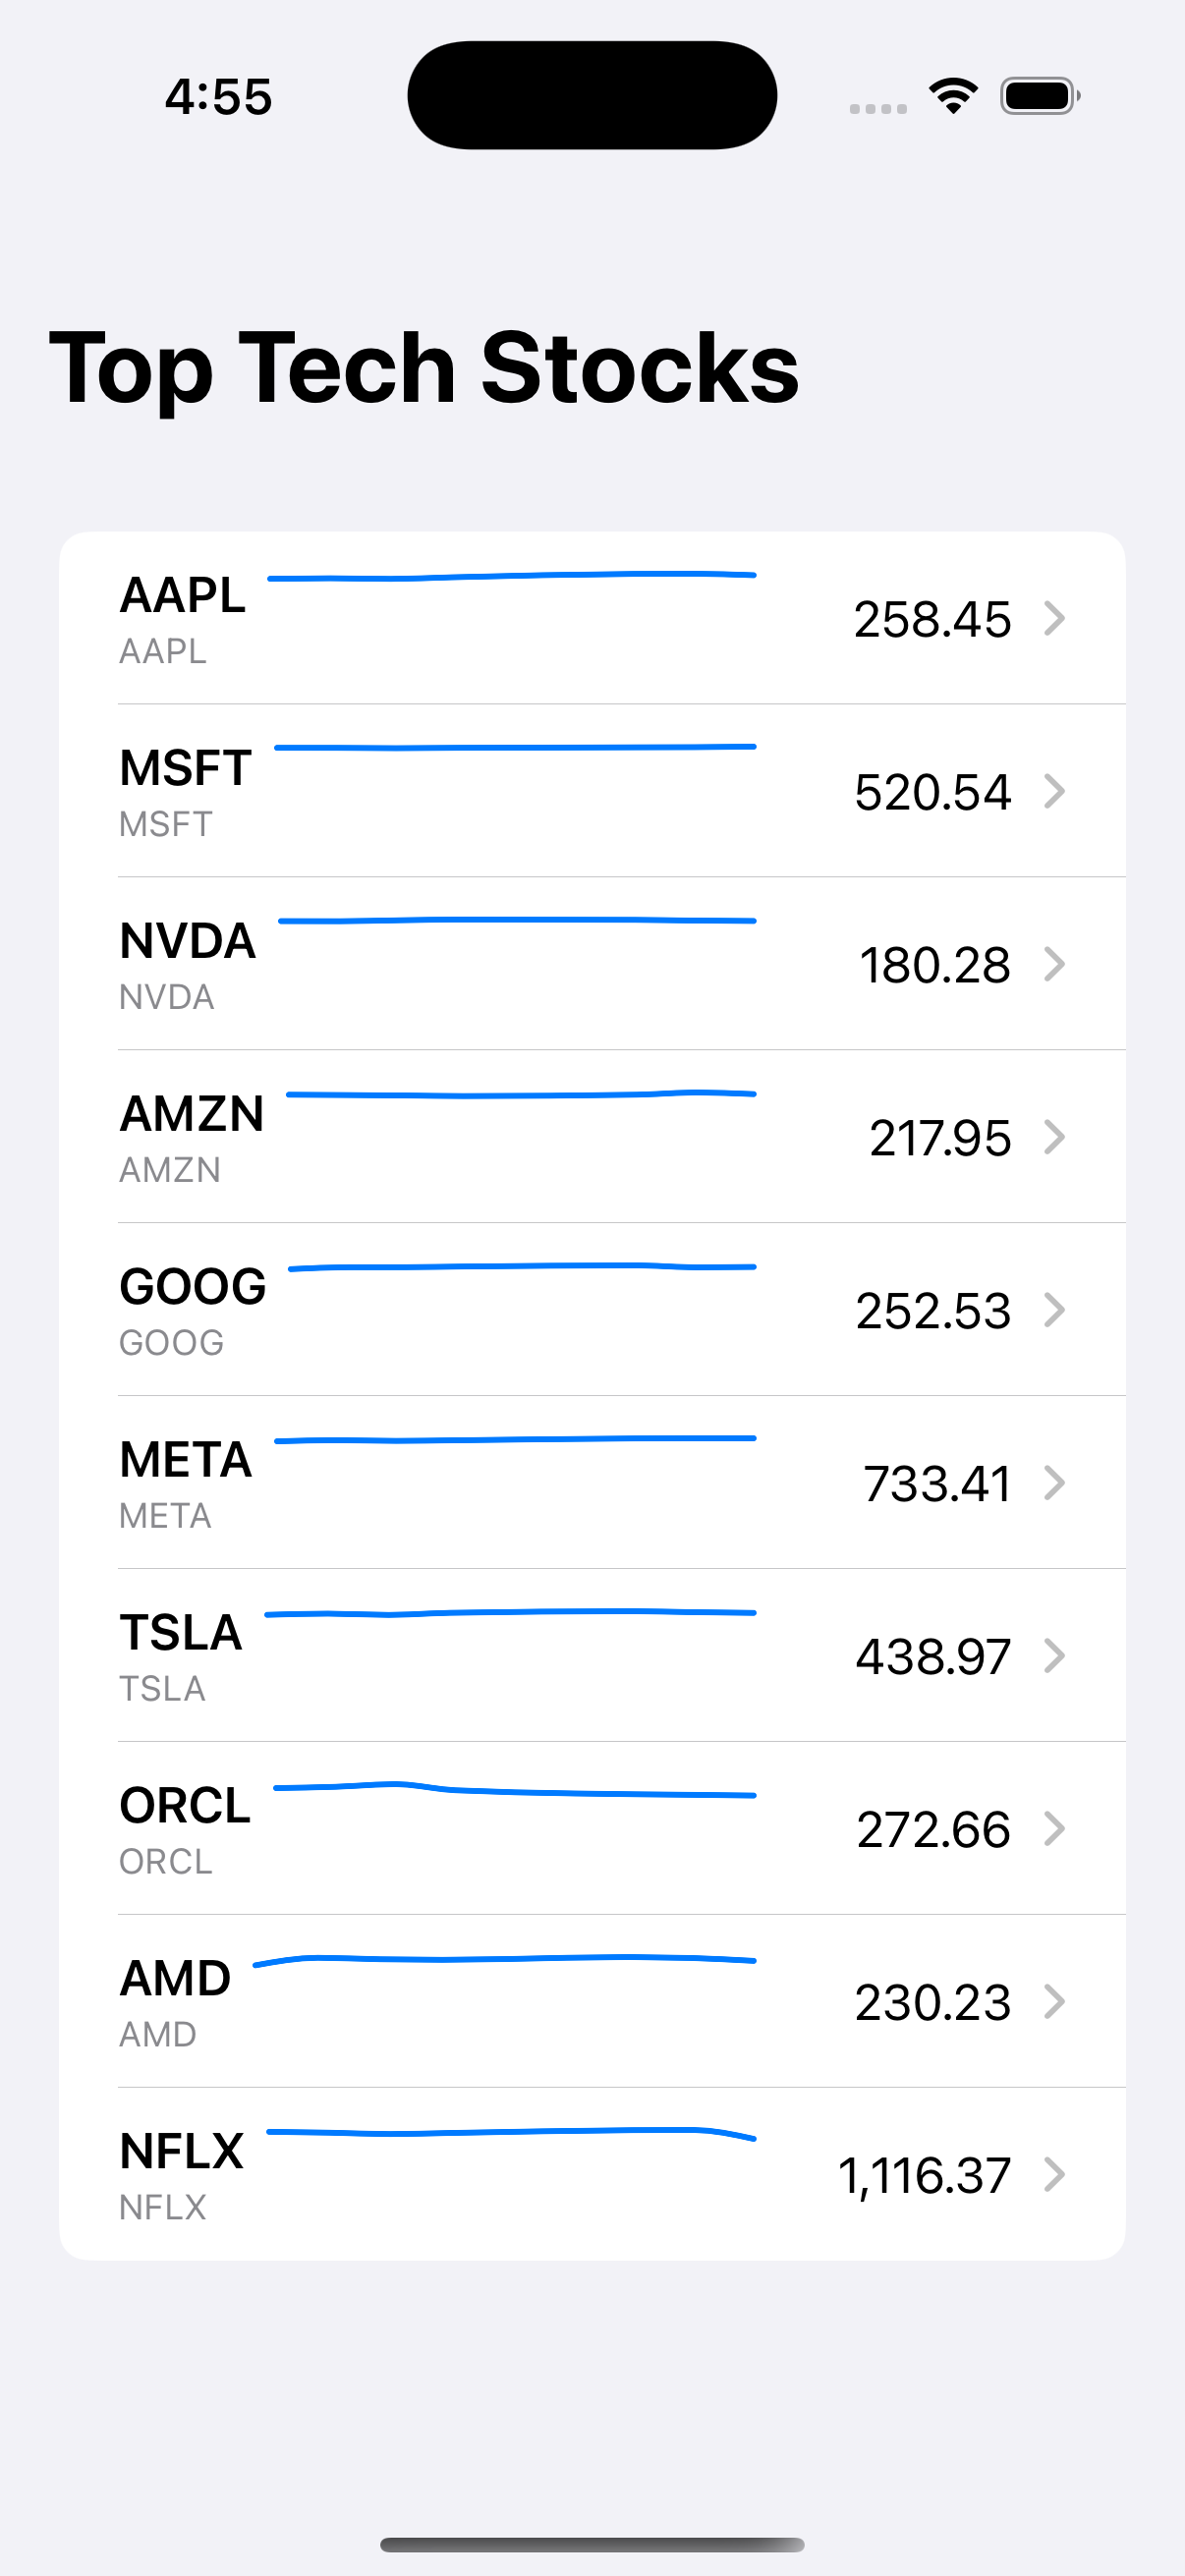 4:55
Top Tech Stocks
AAPL
AAPL
258.45
MSFT
MSFT
520.54
NVDA
NVDA
180.28
AMZN
AMZN
217.95
GOOG
GOOG
252.53
META
META
733.41
TSLA
TSLA
438.97
ORCL
ORCL
272.66
AMD
AMD
230.23
NFLX
NFLX
1,116.37